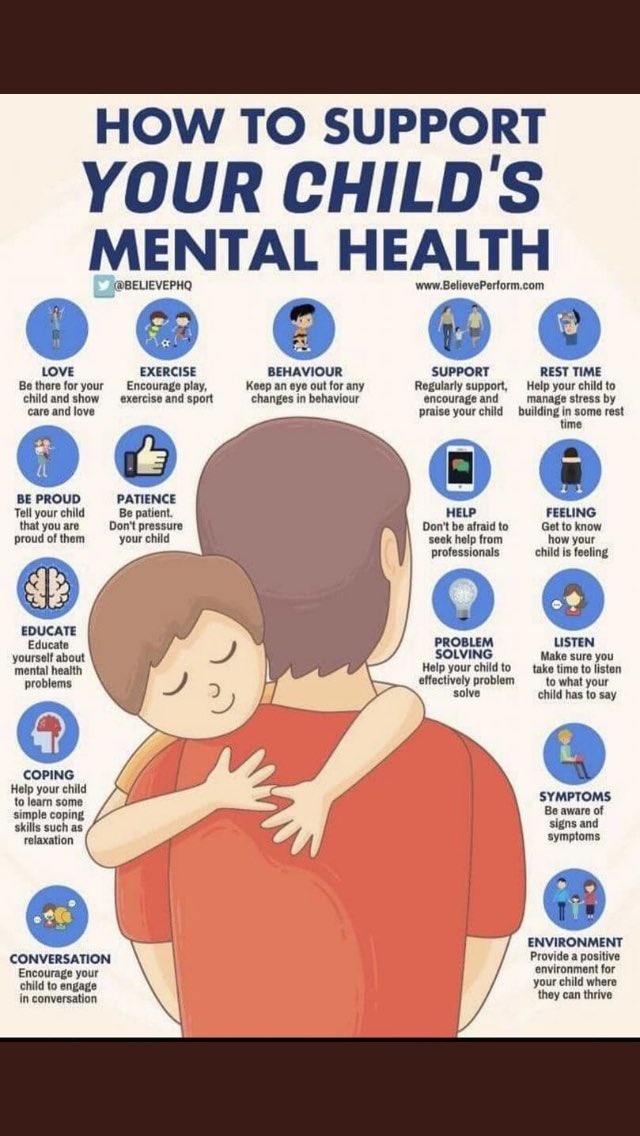 HOW TO SUPPORT
YOUR CHILD'S
MENTAL HEALTH
@BELIEVEPHQ
www.BelievePerform.com
LOVE
Be there for your
child and show
care and love
EXERCISE
Encourage play,
exercise and sport
BEHAVIOUR
Keep an eye out for any
changes in behaviour
SUPPORT
Regularly support,
encourage and
praise your child
REST TIME
Help your child to
manage stress by
building in some rest
time
BE PROUD
Tell your child
that you are
proud of them
PATIENCE
Be patient.
Don't pressure
your child
HELP
Don't be afraid to
seek help from
professionals
FEELING
Get to know
how your
child is feeling
EDUCATE
Educate
yourself about
mental health
problems
PROBLEM
SOLVING
Help your child to
effectively problem
solve
LISTEN
Make sure you
take time to listen
to what your
child has to say
COPING
Help your child
to learn some
simple coping
skills such as
relaxation
SYMPTOMS
Be aware of
signs and
symptoms
CONVERSATION
Encourage your
child to engage
in conversation
ENVIRONMENT
Provide a positive
environment for
your child where
they can thrive